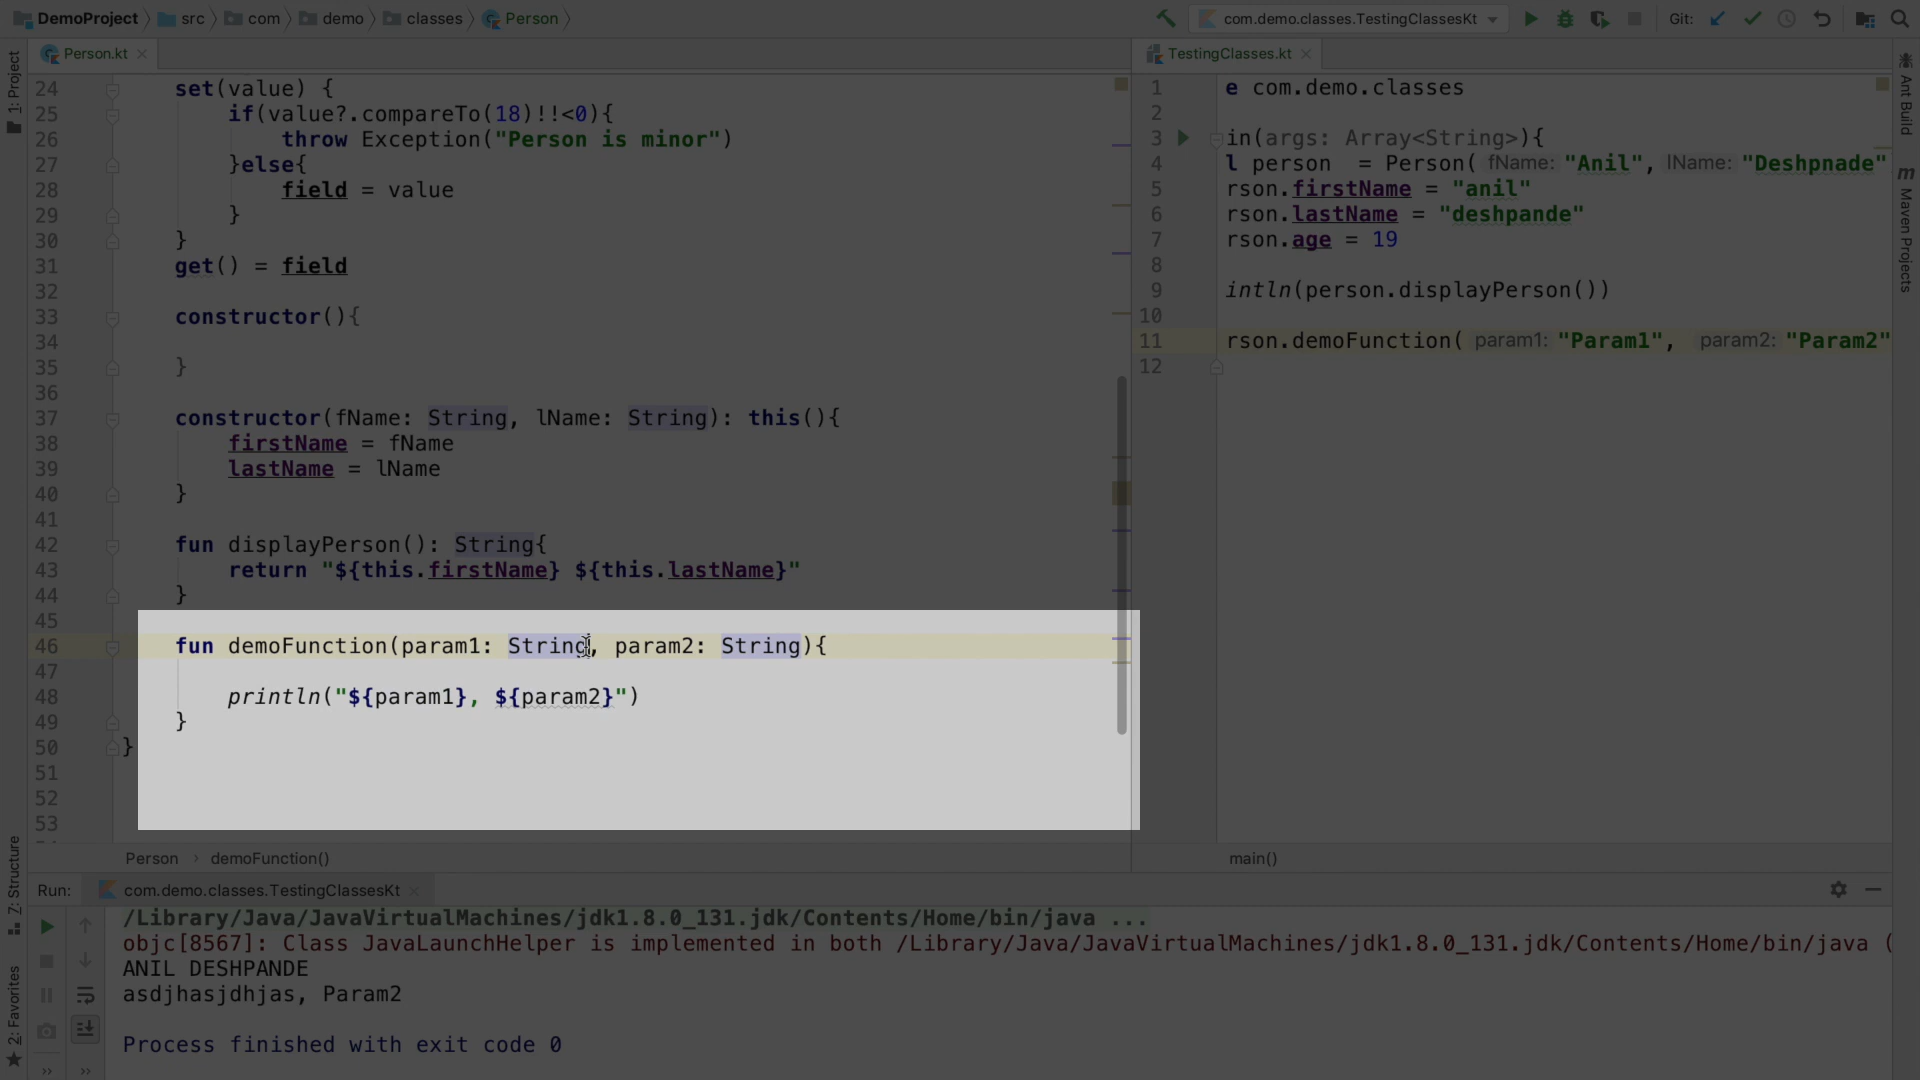 DemoProject src com demo classes Person
com.demo.classes.TestingClassesKt Git:
1: Project
Person.kt
24 set(value) {
25 if(value?.compareTo(18)!!<0){
26 throw Exception("Person is minor")
27 }else{
28 field = value
29 }
30 }
31 get() = field
32
33 constructor(){
34
35 }
36
37 constructor(fName: String, lName: String): this(){
38 firstName = fName
39 lastName = lName
40 }
41
42 fun displayPerson(): String{
43 return "${this.firstName} ${this.lastName}"
44 }
45
46 fun demoFunction(param1: String, param2: String){
47
48 println("${param1}, ${param2}")
49 }
50 }
51
52
53
Person › demoFunction()
TestingClasses.kt
1 e com.demo.classes
2
3 in(args: Array<String>){
4 l person = Person( fName: "Anil", lName: "Deshpnade"
5 rson.firstName = "anil"
6 rson.lastName = "deshpande"
7 rson.age = 19
8
9 intln(person.displayPerson())
10
11 rson.demoFunction( param1: "Param1", param2: "Param2"
12
main()
Ant Build
m Maven Projects
7: Structure
2: Favorites
Run: com.demo.classes.TestingClassesKt
/Library/Java/JavaVirtualMachines/jdk1.8.0_131.jdk/Contents/Home/bin/java ...
objc[8567]: Class JavaLaunchHelper is implemented in both /Library/Java/JavaVirtualMachines/jdk1.8.0_131.jdk/Contents/Home/bin/java (
ANIL DESHPANDE
asdjhasjdhjas, Param2
Process finished with exit code 0